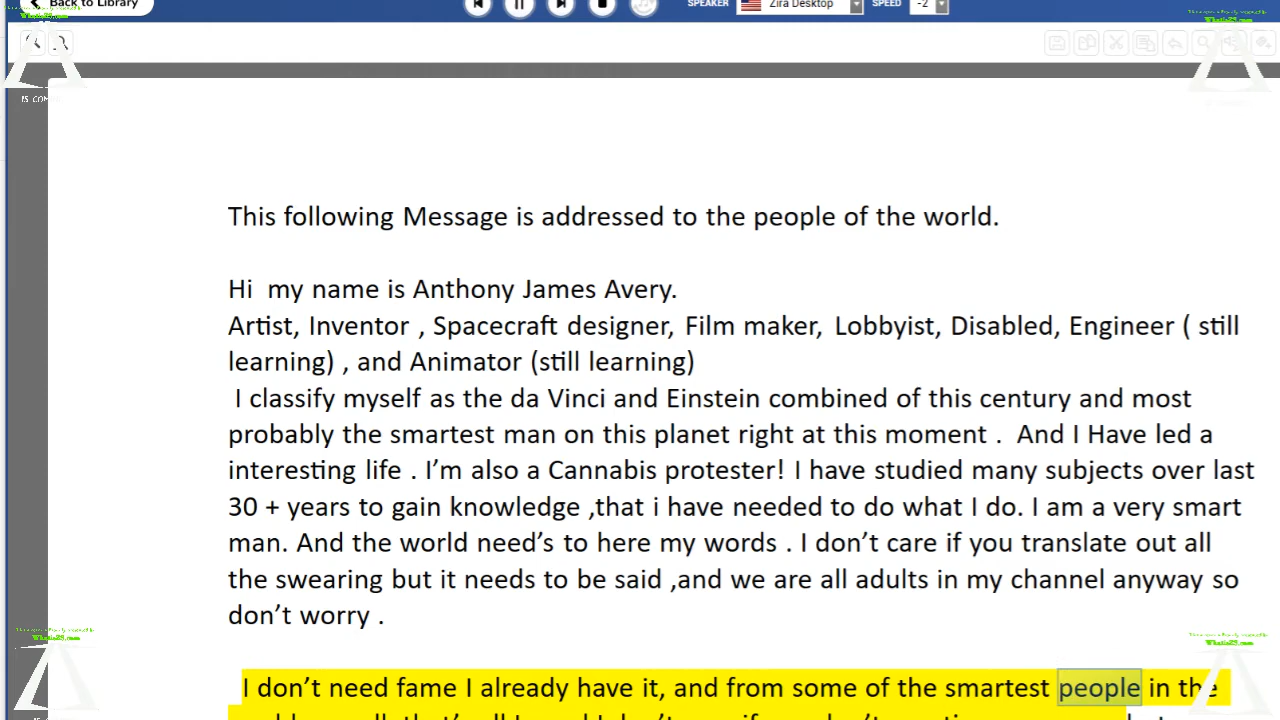 Back to Library
SPEAKER Zira Desktop SPEED -2
This following Message is addressed to the people of the world.
Hi my name is Anthony James Avery.
Artist, Inventor , Spacecraft designer, Film maker, Lobbyist, Disabled, Engineer ( still
learning) , and Animator (still learning)
I classify myself as the da Vinci and Einstein combined of this century and most
probably the smartest man on this planet right at this moment . And I Have led a
interesting life . I’m also a Cannabis protester! I have studied many subjects over last
30 + years to gain knowledge ,that i have needed to do what I do. I am a very smart
man. And the world need’s to here my words . I don’t care if you translate out all
the swearing but it needs to be said ,and we are all adults in my channel anyway so
don’t worry .
I don’t need fame I already have it, and from some of the smartest people in the